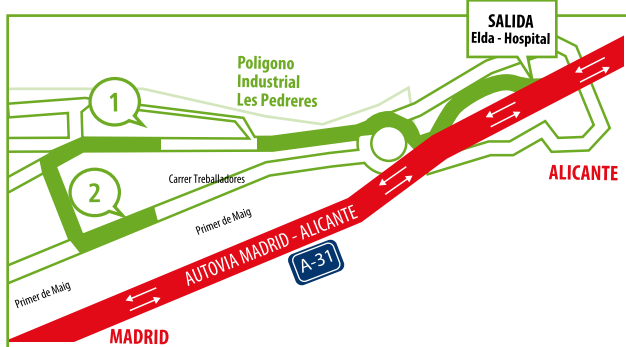 SALIDA
Elda - Hospital
Poligono
Industrial
Les Pedreres
1
2
Carrer Treballadores
Primer de Maig
ALICANTE
AUTOVIA MADRID - ALICANTE
A-31
Primer de Maig
MADRID